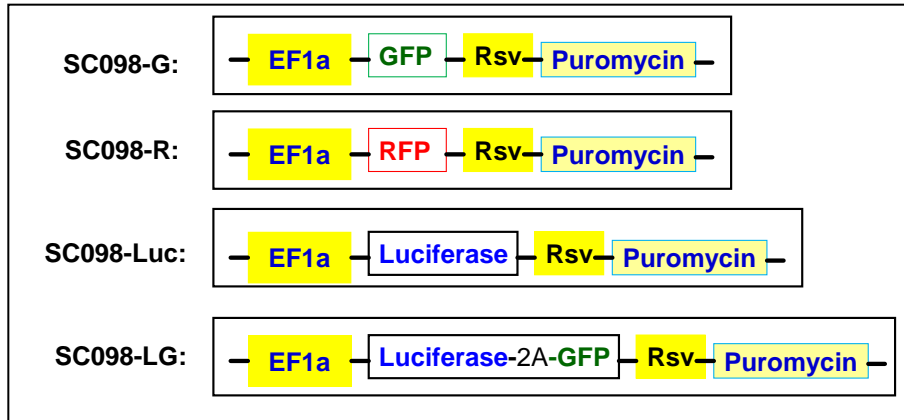 SC098-G: EF1a GFP Rsv Puromycin
SC098-R: EF1a RFP Rsv Puromycin
SC098-Luc: EF1a Luciferase Rsv Puromycin
SC098-LG: EF1a Luciferase-2A-GFP Rsv Puromycin